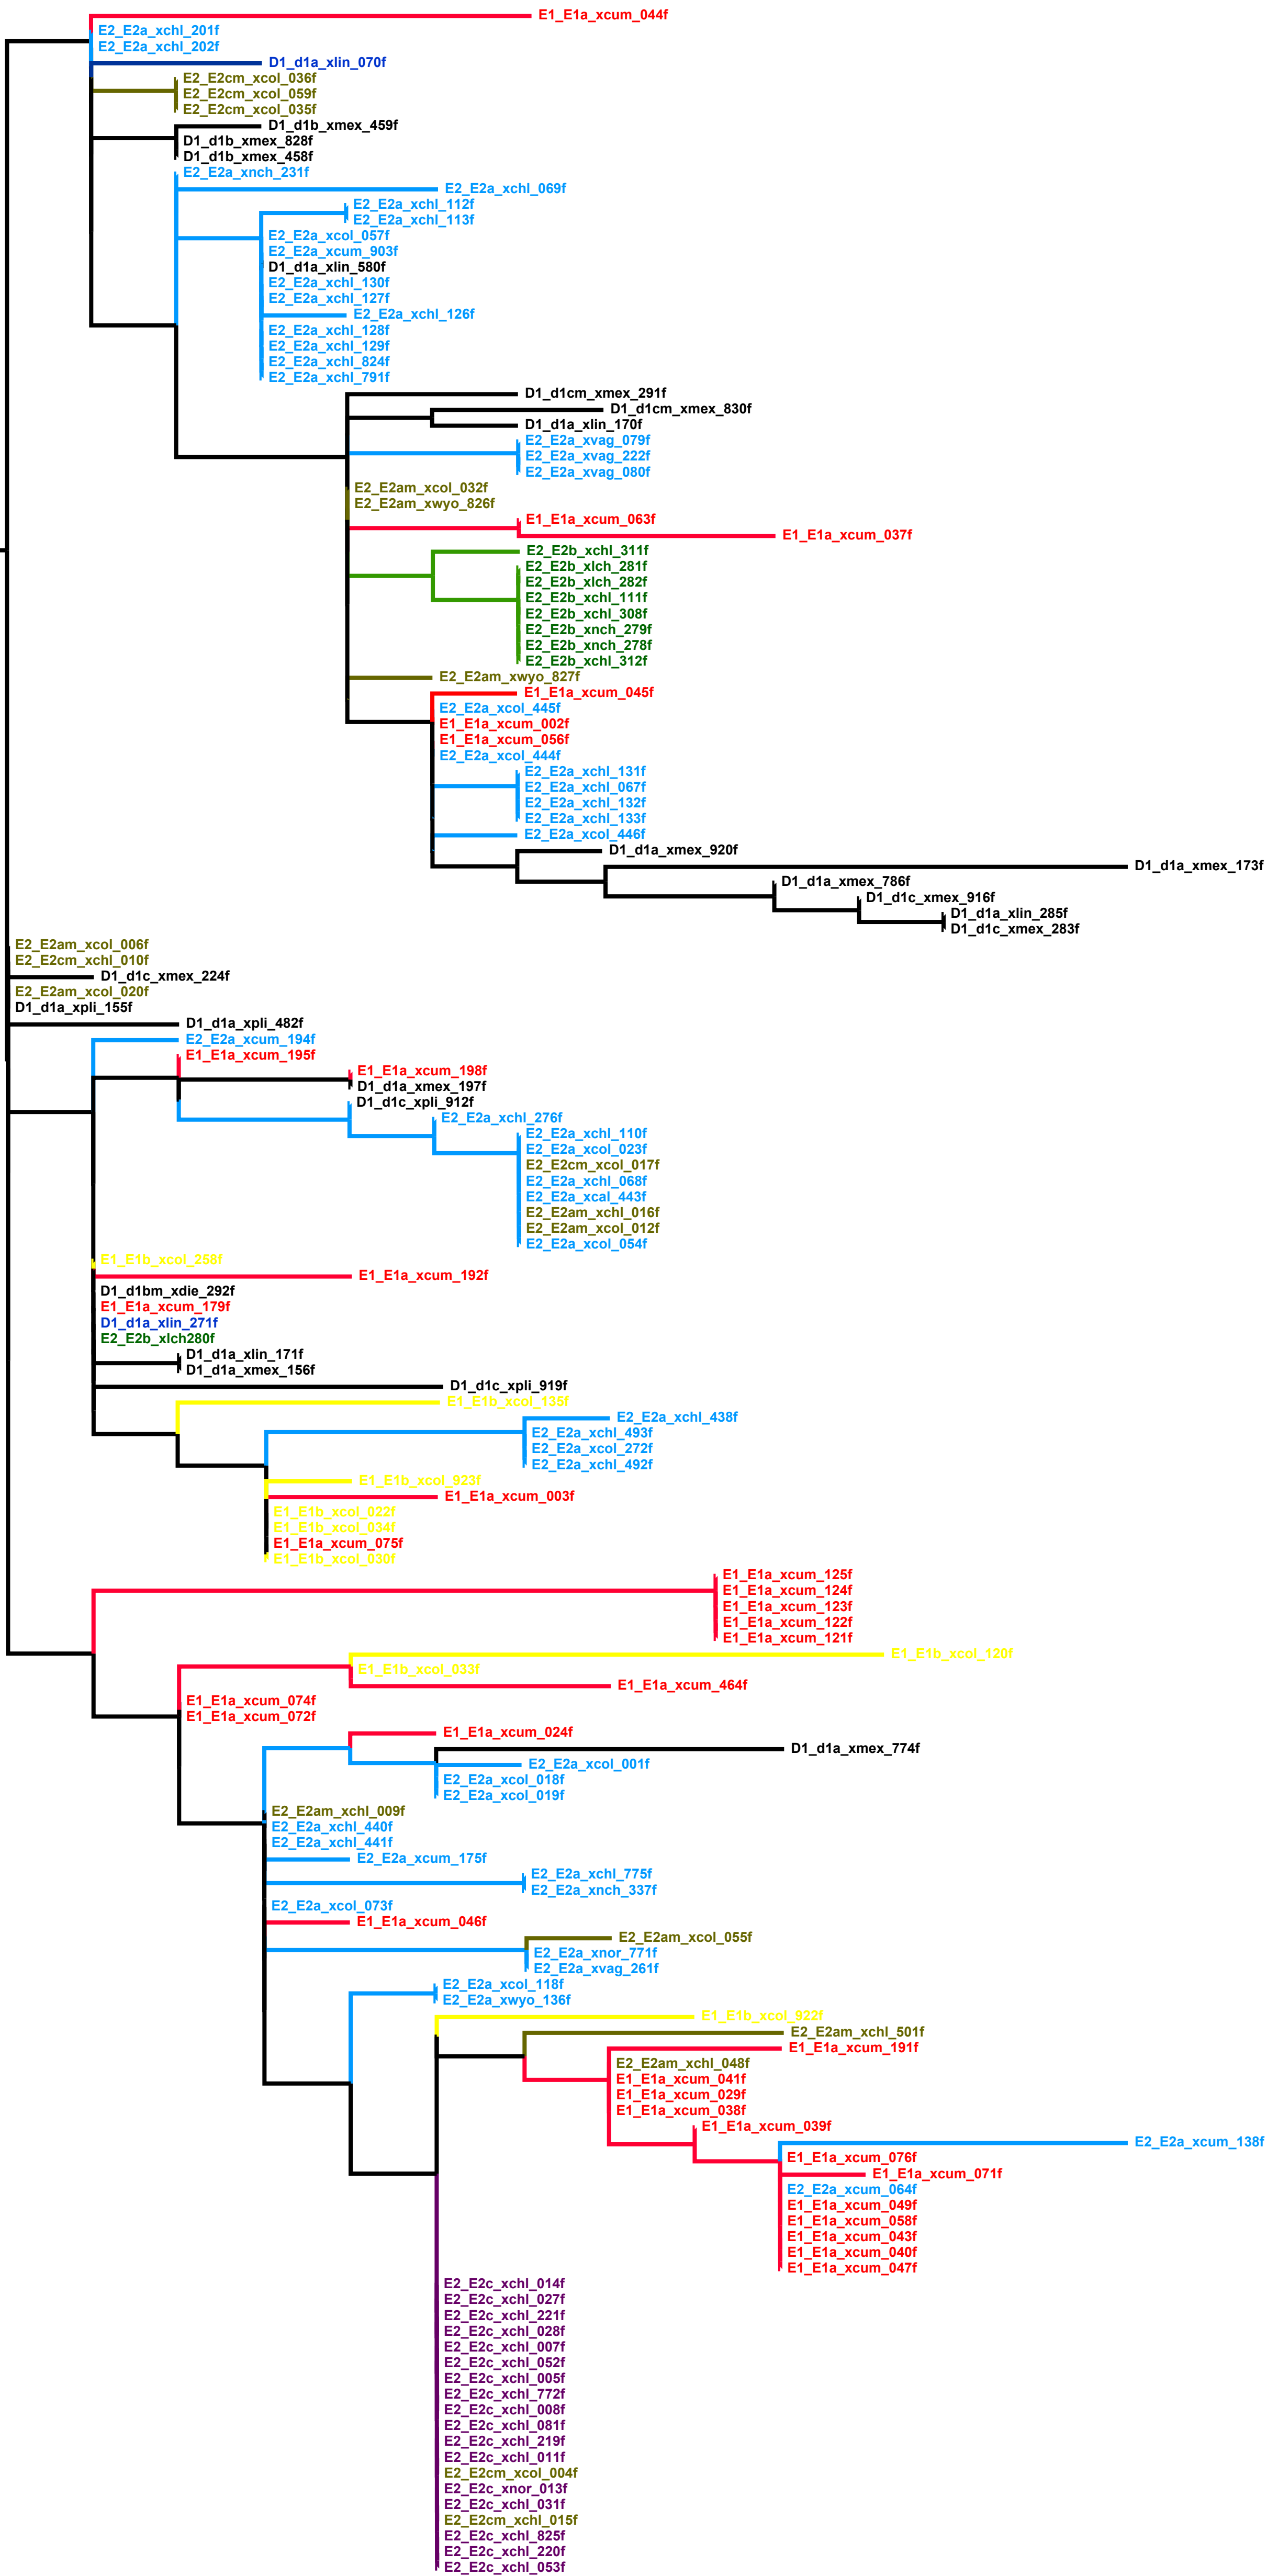 E1_E1a_xcum_044f
E2_E2a_xchl_201f
E2_E2a_xchl_202f
D1_d1a_xlin_070f
E2_E2cm_xcol_036f
E2_E2cm_xcol_059f
E2_E2cm_xcol_035f
D1_d1b_xmex_459f
D1_d1b_xmex_828f
D1_d1b_xmex_458f
E2_E2a_xnch_231f
E2_E2a_xchl_069f
E2_E2a_xchl_112f
E2_E2a_xchl_113f
E2_E2a_xcol_057f
E2_E2a_xcum_903f
D1_d1a_xlin_580f
E2_E2a_xchl_130f
E2_E2a_xchl_127f
E2_E2a_xchl_126f
E2_E2a_xchl_128f
E2_E2a_xchl_129f
E2_E2a_xchl_824f
E2_E2a_xchl_791f
D1_d1cm_xmex_291f
D1_d1cm_xmex_830f
D1_d1a_xlin_170f
E2_E2a_xvag_079f
E2_E2a_xvag_222f
E2_E2a_xvag_080f
E2_E2am_xcol_032f
E2_E2am_xwyo_826f
E1_E1a_xcum_063f
E1_E1a_xcum_037f
E2_E2b_xchl_311f
E2_E2b_xlch_281f
E2_E2b_xlch_282f
E2_E2b_xchl_111f
E2_E2b_xchl_308f
E2_E2b_xnch_279f
E2_E2b_xnch_278f
E2_E2b_xchl_312f
E2_E2am_xwyo_827f
E1_E1a_xcum_045f
E2_E2a_xcol_445f
E1_E1a_xcum_002f
E1_E1a_xcum_056f
E2_E2a_xcol_444f
E2_E2a_xchl_131f
E2_E2a_xchl_067f
E2_E2a_xchl_132f
E2_E2a_xchl_133f
E2_E2a_xcol_446f
D1_d1a_xmex_920f
D1_d1a_xmex_173f
D1_d1a_xmex_786f
D1_d1c_xmex_916f
D1_d1a_xlin_285f
D1_d1c_xmex_283f
E2_E2am_xcol_006f
E2_E2cm_xchl_010f
D1_d1c_xmex_224f
E2_E2am_xcol_020f
D1_d1a_xpli_155f
D1_d1a_xpli_482f
E2_E2a_xcum_194f
E1_E1a_xcum_195f
E1_E1a_xcum_198f
D1_d1a_xmex_197f
D1_d1c_xpli_912f
E2_E2a_xchl_276f
E2_E2a_xchl_110f
E2_E2a_xcol_023f
E2_E2cm_xcol_017f
E2_E2a_xchl_068f
E2_E2a_xcal_443f
E2_E2am_xchl_016f
E2_E2am_xcol_012f
E2_E2a_xcol_054f
E1_E1b_xcol_258f
E1_E1a_xcum_192f
D1_d1bm_xdie_292f
E1_E1a_xcum_179f
D1_d1a_xlin_271f
E2_E2b_xlch280f
D1_d1a_xlin_171f
D1_d1a_xmex_156f
D1_d1c_xpli_919f
E1_E1b_xcol_135f
E2_E2a_xchl_438f
E2_E2a_xchl_493f
E2_E2a_xcol_272f
E2_E2a_xchl_492f
E1_E1b_xcol_923f
E1_E1a_xcum_003f
E1_E1b_xcol_022f
E1_E1b_xcol_034f
E1_E1a_xcum_075f
E1_E1b_xcol_030f
E1_E1a_xcum_125f
E1_E1a_xcum_124f
E1_E1a_xcum_123f
E1_E1a_xcum_122f
E1_E1a_xcum_121f
E1_E1b_xcol_120f
E1_E1b_xcol_033f
E1_E1a_xcum_464f
E1_E1a_xcum_074f
E1_E1a_xcum_072f
E1_E1a_xcum_024f
D1_d1a_xmex_774f
E2_E2a_xcol_001f
E2_E2a_xcol_018f
E2_E2a_xcol_019f
E2_E2am_xchl_009f
E2_E2a_xchl_440f
E2_E2a_xchl_441f
E2_E2a_xcum_175f
E2_E2a_xchl_775f
E2_E2a_xnch_337f
E2_E2a_xcol_073f
E1_E1a_xcum_046f
E2_E2am_xcol_055f
E2_E2a_xnor_771f
E2_E2a_xvag_261f
E2_E2a_xcol_118f
E2_E2a_xwyo_136f
E1_E1b_xcol_922f
E2_E2am_xchl_501f
E1_E1a_xcum_191f
E2_E2am_xchl_048f
E1_E1a_xcum_041f
E1_E1a_xcum_029f
E1_E1a_xcum_038f
E1_E1a_xcum_039f
E2_E2a_xcum_138f
E1_E1a_xcum_076f
E1_E1a_xcum_071f
E2_E2a_xcum_064f
E1_E1a_xcum_049f
E1_E1a_xcum_058f
E1_E1a_xcum_043f
E1_E1a_xcum_040f
E1_E1a_xcum_047f
E2_E2c_xchl_014f
E2_E2c_xchl_027f
E2_E2c_xchl_221f
E2_E2c_xchl_028f
E2_E2c_xchl_007f
E2_E2c_xchl_052f
E2_E2c_xchl_005f
E2_E2c_xchl_772f
E2_E2c_xchl_008f
E2_E2c_xchl_081f
E2_E2c_xchl_219f
E2_E2c_xchl_011f
E2_E2cm_xcol_004f
E2_E2c_xnor_013f
E2_E2c_xchl_031f
E2_E2cm_xchl_015f
E2_E2c_xchl_825f
E2_E2c_xchl_220f
E2_E2c_xchl_053f